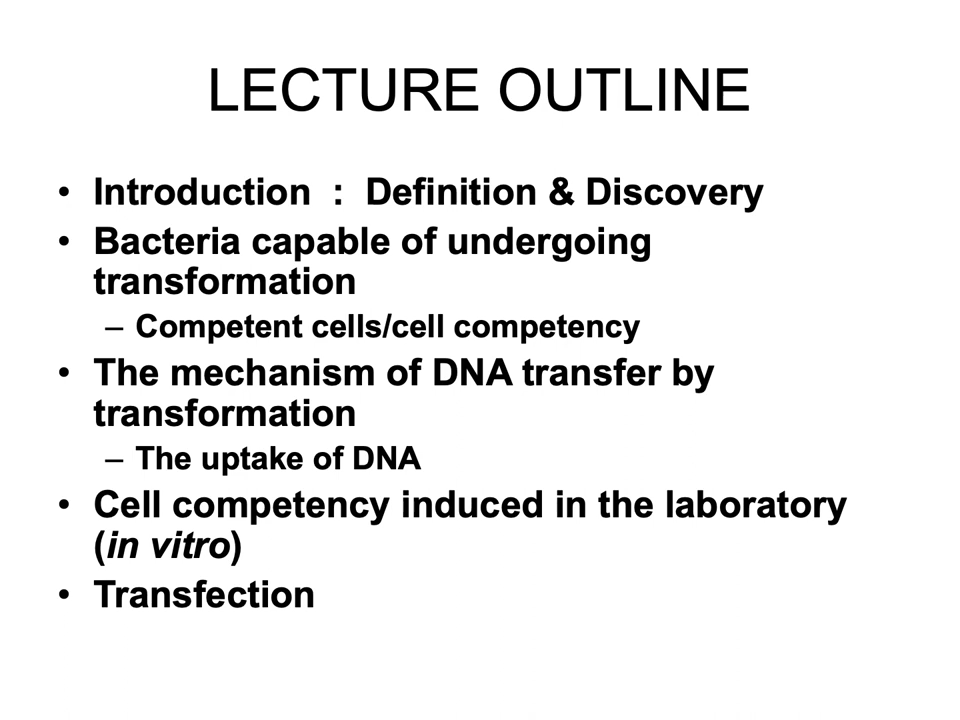 LECTURE OUTLINE
• Introduction : Definition & Discovery
• Bacteria capable of undergoing
transformation
– Competent cells/cell competency
• The mechanism of DNA transfer by
transformation
– The uptake of DNA
• Cell competency induced in the laboratory
(in vitro)
• Transfection